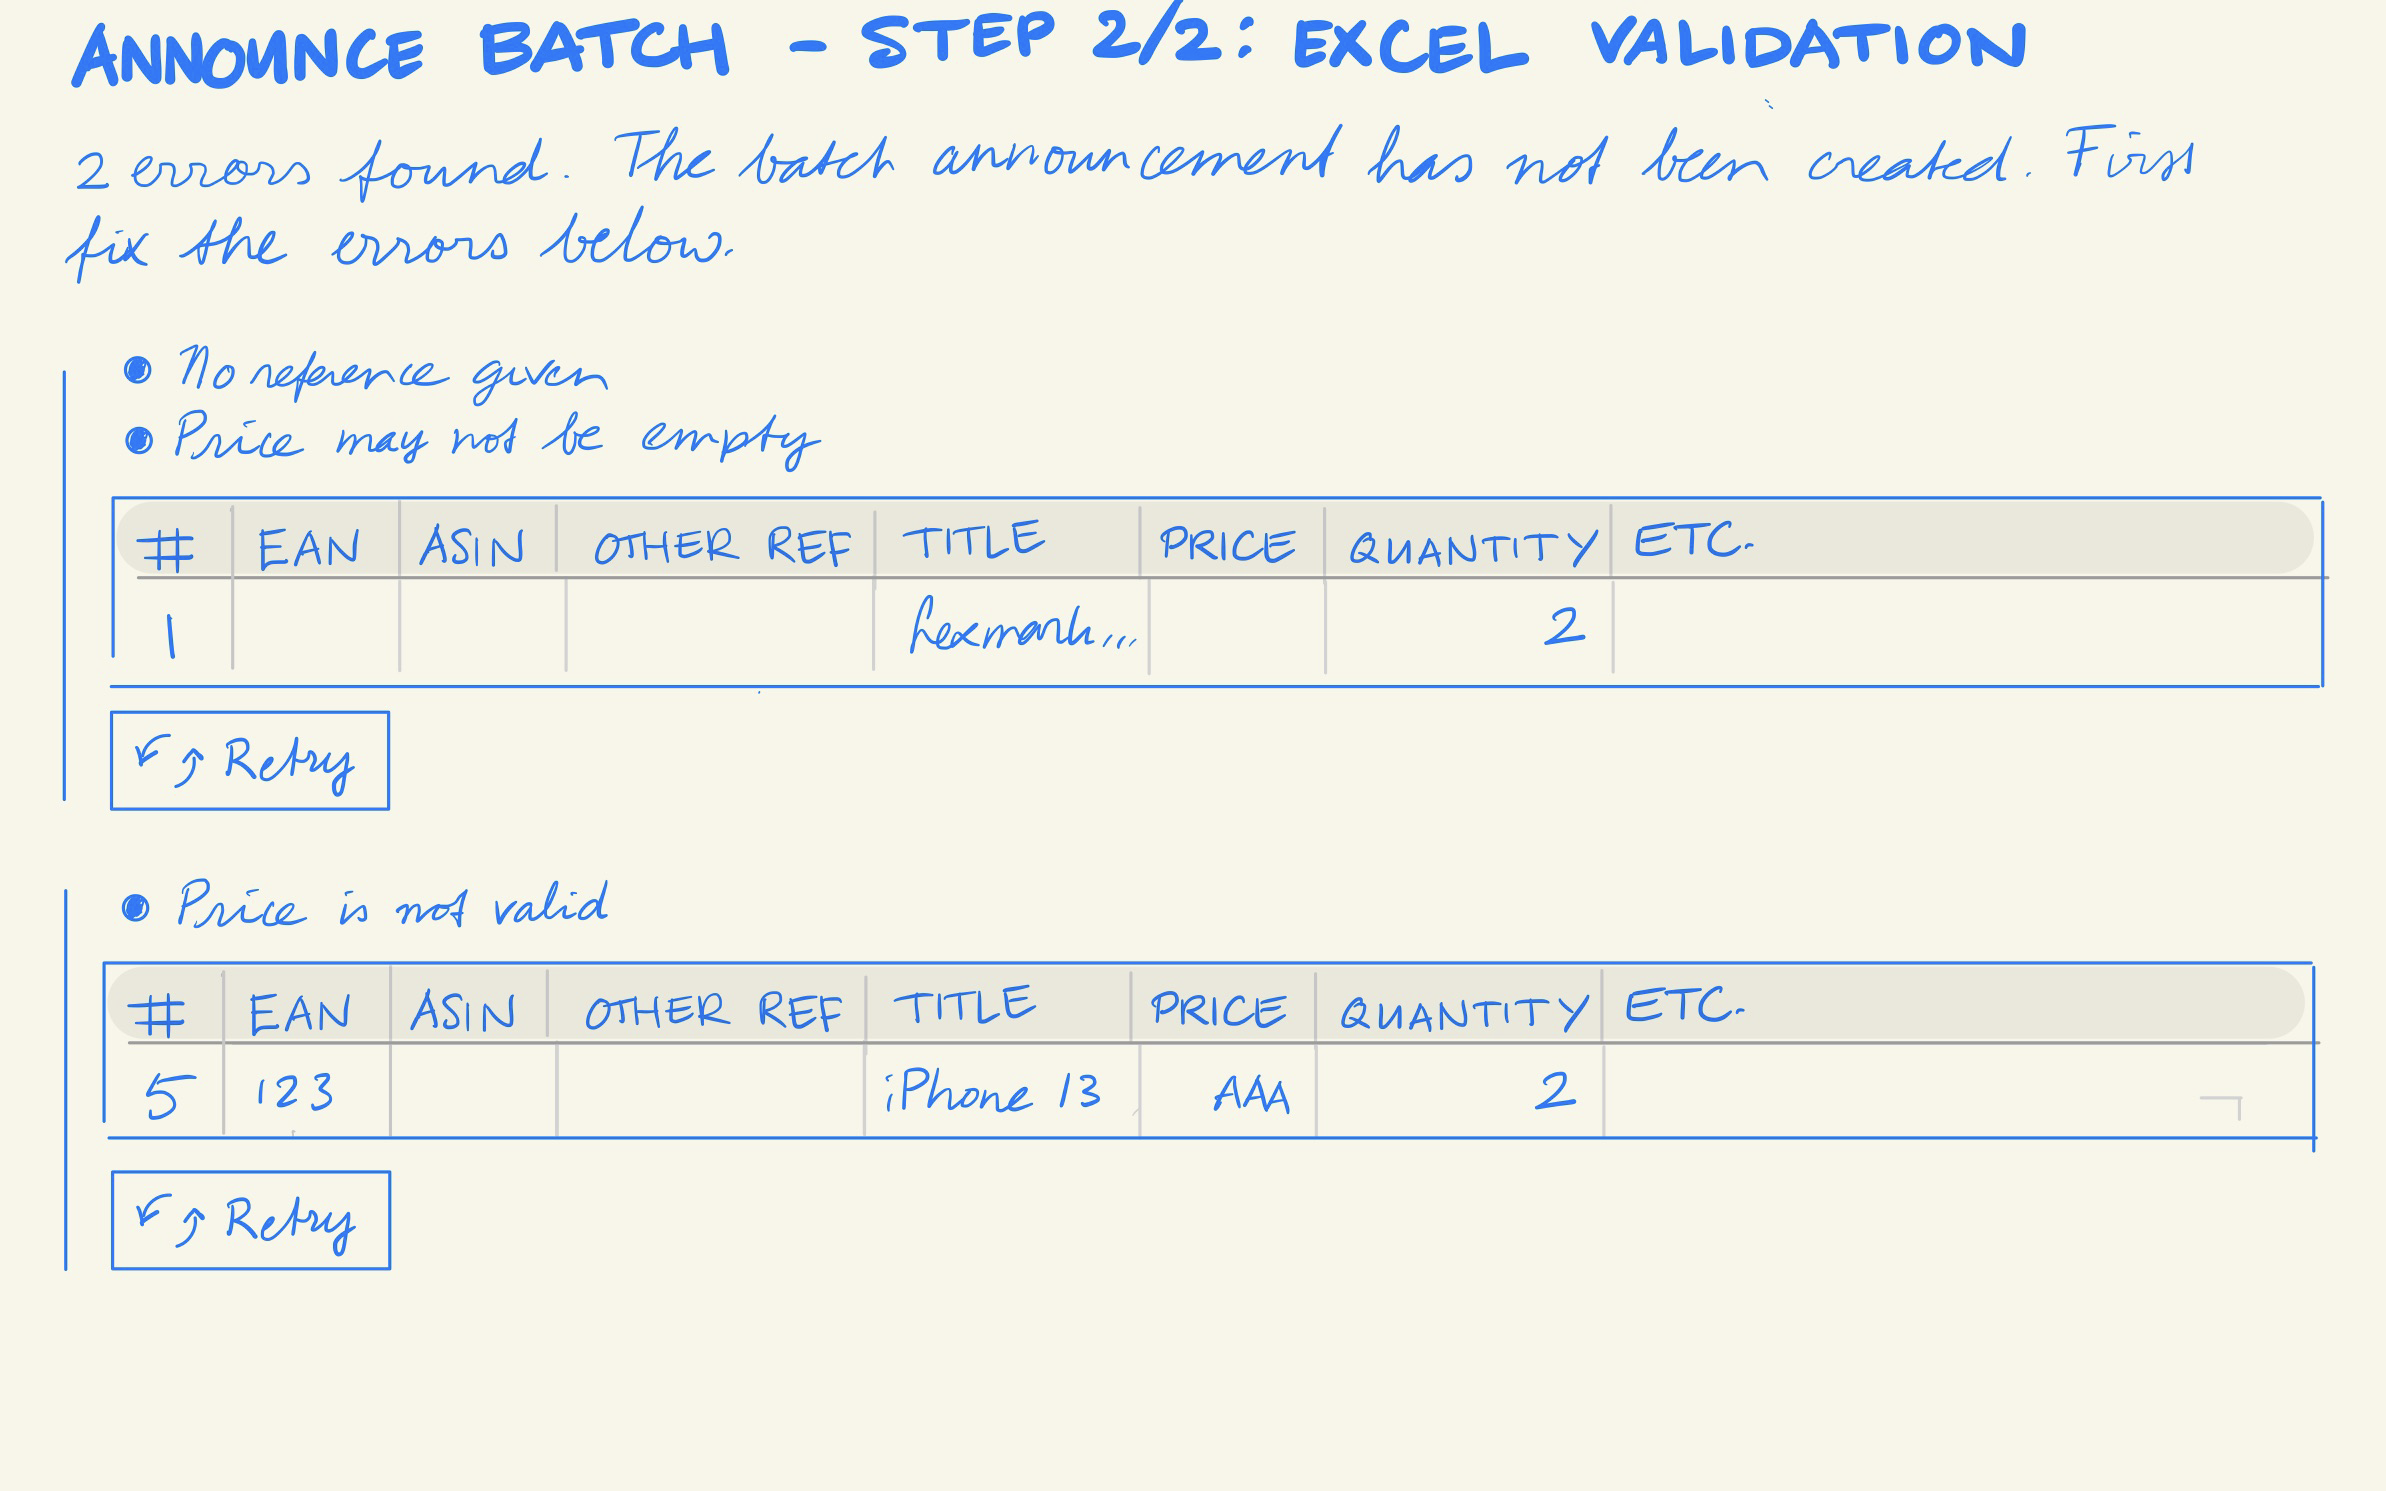 ANNOUNCE BATCH - STEP 2/2: EXCEL VALIDATION
2 errors found. The batch announcement has not been created. First
fix the errors below.
No reference given
Price may not be empty
# EAN ASIN OTHER REF TITLE PRICE QUANTITY ETC.
1 Lexmark... 2
Retry
Price is not valid
# EAN ASIN OTHER REF TITLE PRICE QUANTITY ETC.
5 123 iPhone 13 AAA 2
Retry